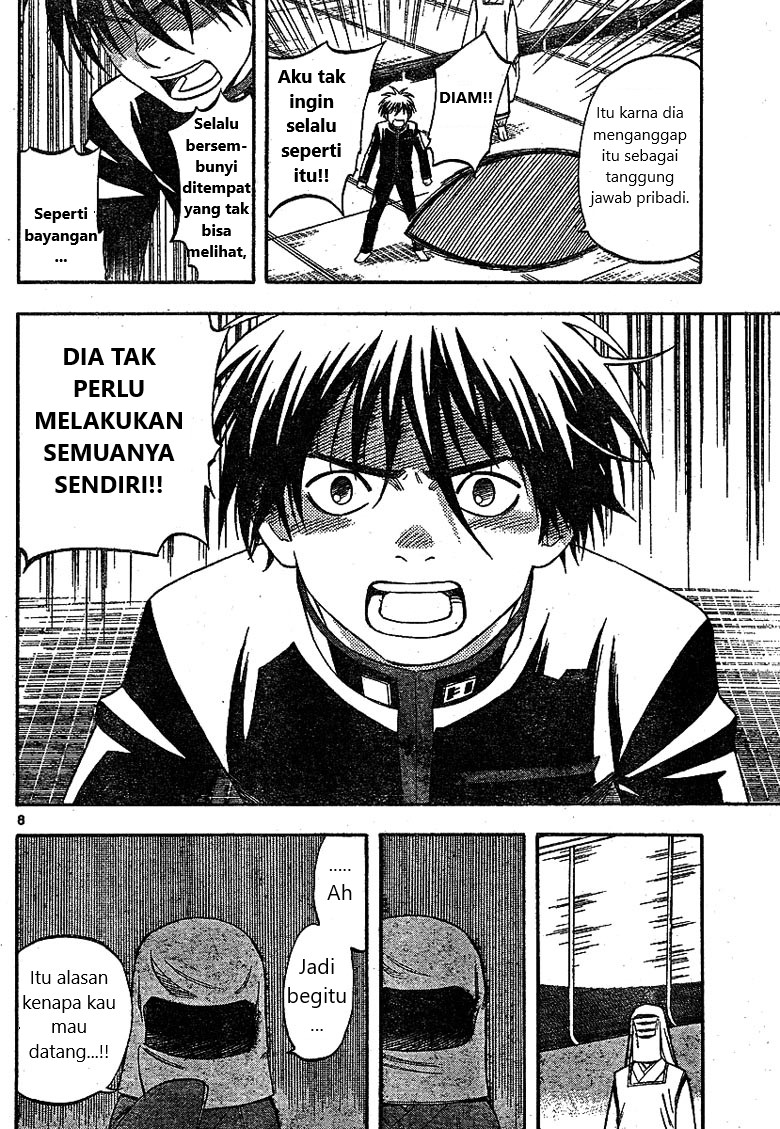 Itu karna dia
menganggap
itu sebagai
tanggung
jawab pribadi.
DIAM!!
Aku tak
ingin
selalu
seperti
itu!!
Selalu
bersem-
bunyi
ditempat
yang tak
bisa
melihat,
Seperti
bayangan
...
DIA TAK
PERLU
MELAKUKAN
SEMUANYA
SENDIRI!!
8
.....
Ah
Jadi
begitu
...
Itu alasan
kenapa kau
mau
datang...!!